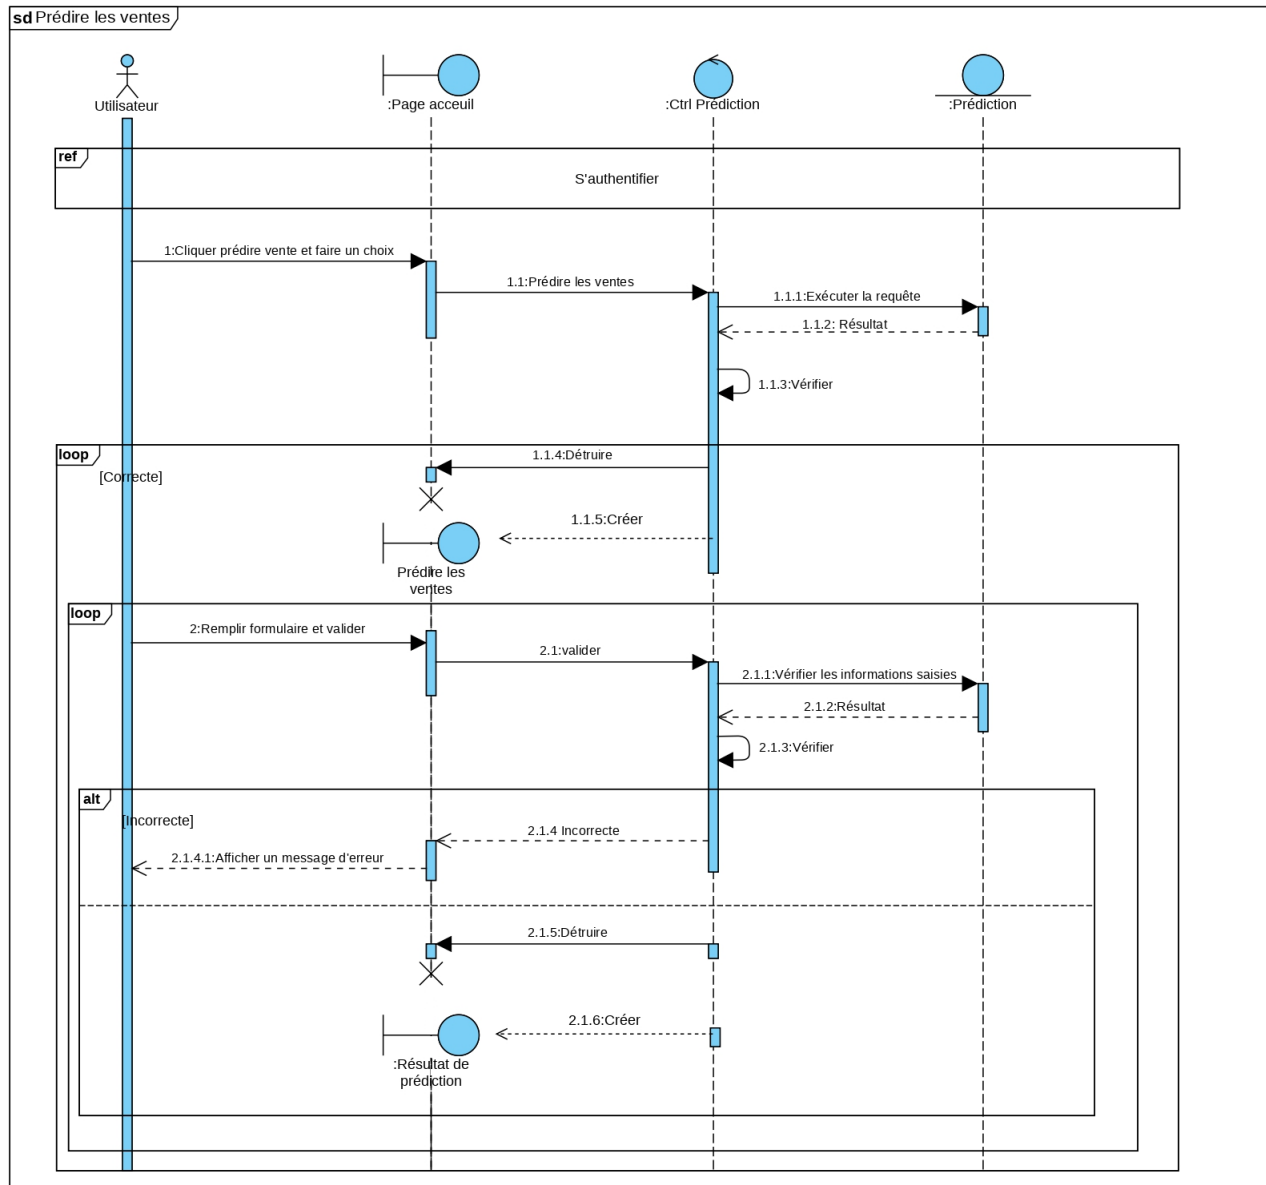 sd Prédire les ventes
Utilisateur
:Page acceuil
:Ctrl Prédiction
:Prédiction
ref
S'authentifier
1:Cliquer prédire vente et faire un choix
1.1:Prédire les ventes
1.1.1:Exécuter la requête
1.1.2: Résultat
1.1.3:Vérifier
loop
[Correcte]
1.1.4:Détruire
1.1.5:Créer
Prédire les
ventes
loop
2:Remplir formulaire et valider
2.1:valider
2.1.1:Vérifier les informations saisies
2.1.2:Résultat
2.1.3:Vérifier
alt
[Incorrecte]
2.1.4 Incorrecte
2.1.4.1:Afficher un message d'erreur
2.1.5:Détruire
2.1.6:Créer
:Résultat de
prédiction